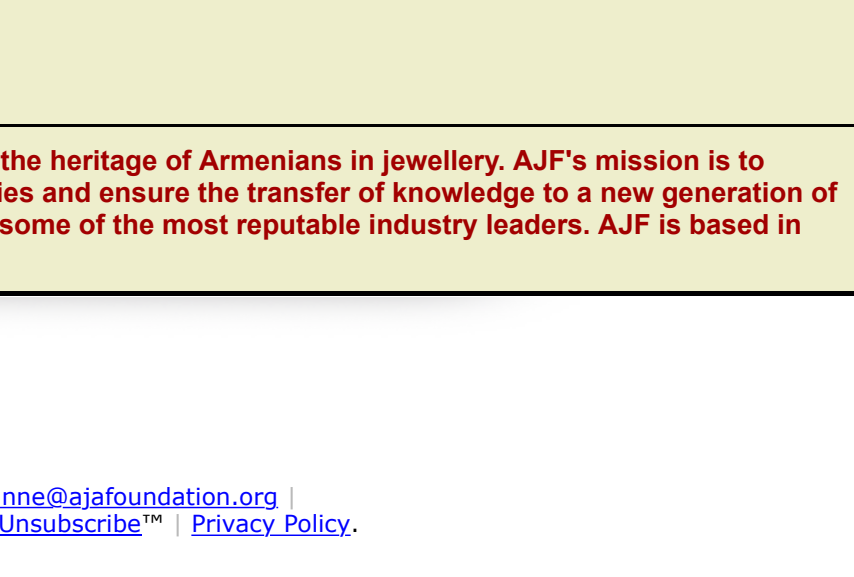 the heritage of Armenians in jewellery. AJF's mission is to
ies and ensure the transfer of knowledge to a new generation of
some of the most reputable industry leaders. AJF is based in
nne@ajafoundation.org |
Unsubscribe™ | Privacy Policy.